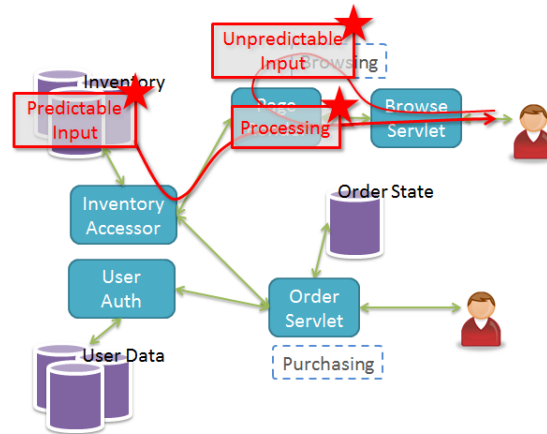 Unpredictable
Input
Browsing
Inventory
Predictable
Input
Page
Processing
Browse
Servlet
Inventory
Accessor
Order State
User
Auth
Order
Servlet
User Data
Purchasing